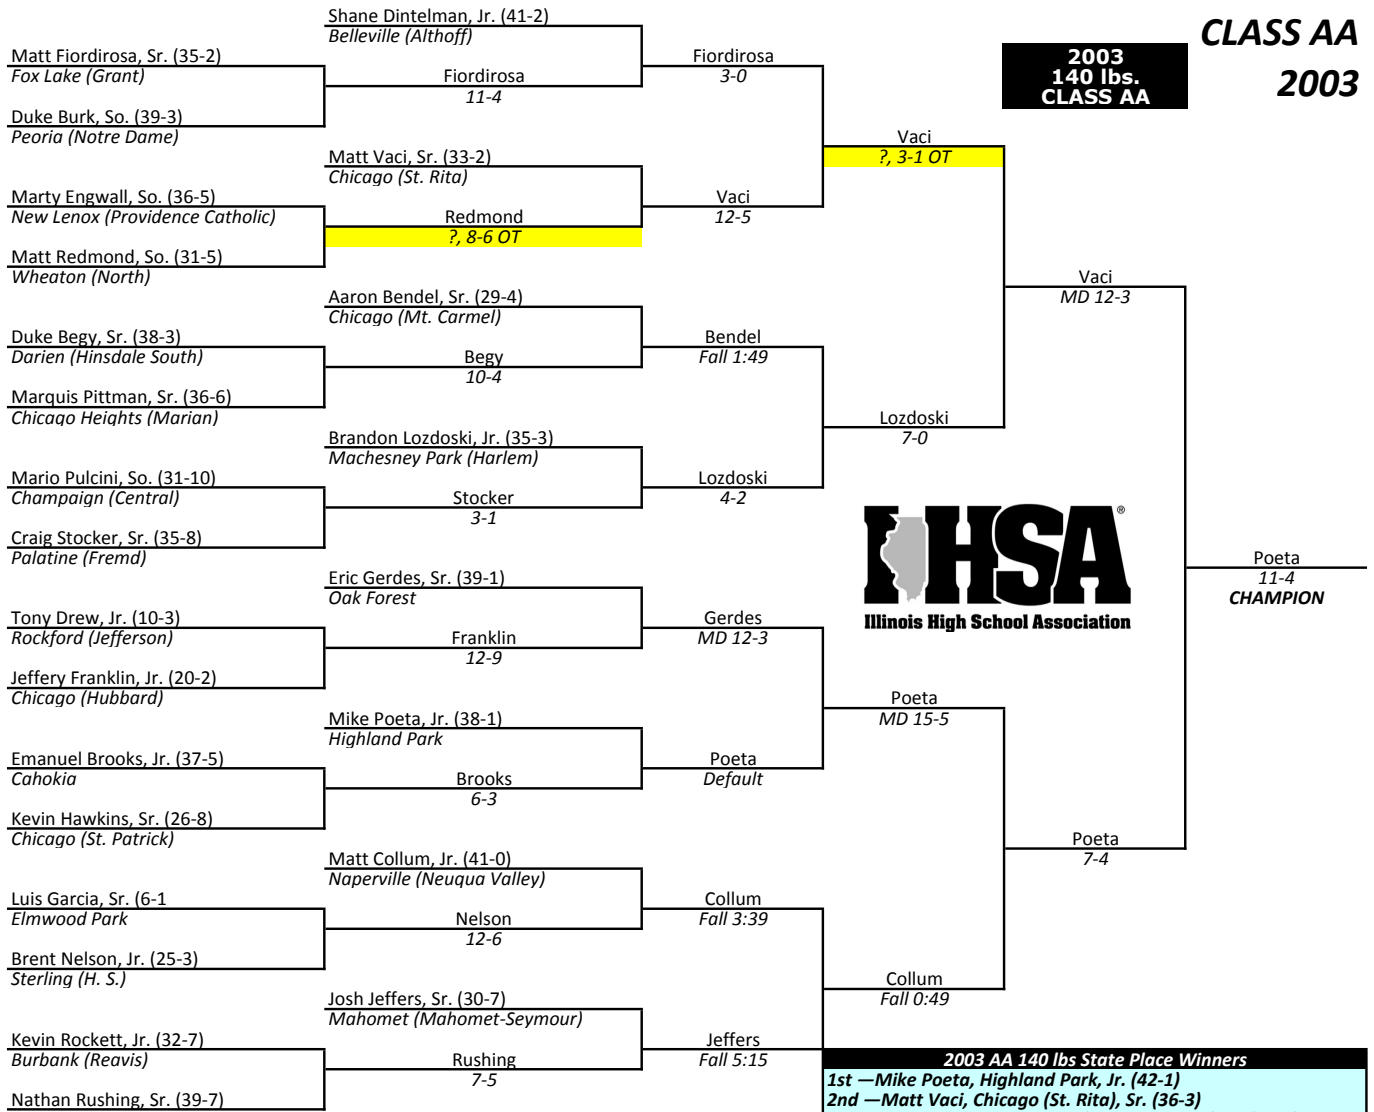 CLASS AA
2003
2003
140 lbs.
CLASS AA
Matt Fiordirosa, Sr. (35-2)
Fox Lake (Grant)
Duke Burk, So. (39-3)
Peoria (Notre Dame)
Marty Engwall, So. (36-5)
New Lenox (Providence Catholic)
Matt Redmond, So. (31-5)
Wheaton (North)
Duke Begy, Sr. (38-3)
Darien (Hinsdale South)
Marquis Pittman, Sr. (36-6)
Chicago Heights (Marian)
Mario Pulcini, So. (31-10)
Champaign (Central)
Craig Stocker, Sr. (35-8)
Palatine (Fremd)
Tony Drew, Jr. (10-3)
Rockford (Jefferson)
Jeffery Franklin, Jr. (20-2)
Chicago (Hubbard)
Emanuel Brooks, Jr. (37-5)
Cahokia
Kevin Hawkins, Sr. (26-8)
Chicago (St. Patrick)
Luis Garcia, Sr. (6-1
Elmwood Park
Brent Nelson, Jr. (25-3)
Sterling (H. S.)
Kevin Rockett, Jr. (32-7)
Burbank (Reavis)
Nathan Rushing, Sr. (39-7)
Shane Dintelman, Jr. (41-2)
Belleville (Althoff)
Fiordirosa
11-4
Matt Vaci, Sr. (33-2)
Chicago (St. Rita)
Redmond
?, 8-6 OT
Aaron Bendel, Sr. (29-4)
Chicago (Mt. Carmel)
Begy
10-4
Brandon Lozdoski, Jr. (35-3)
Machesney Park (Harlem)
Stocker
3-1
Eric Gerdes, Sr. (39-1)
Oak Forest
Franklin
12-9
Mike Poeta, Jr. (38-1)
Highland Park
Brooks
6-3
Matt Collum, Jr. (41-0)
Naperville (Neuqua Valley)
Nelson
12-6
Josh Jeffers, Sr. (30-7)
Mahomet (Mahomet-Seymour)
Rushing
7-5
Fiordirosa
3-0
Vaci
12-5
Bendel
Fall 1:49
Lozdoski
4-2
Gerdes
MD 12-3
Poeta
Default
Collum
Fall 3:39
Jeffers
Fall 5:15
Vaci
?, 3-1 OT
Lozdoski
7-0
Poeta
MD 15-5
Collum
Fall 0:49
Vaci
MD 12-3
Poeta
7-4
Poeta
11-4
CHAMPION
IHSA®
Illinois High School Association
2003 AA 140 lbs State Place Winners
1st —Mike Poeta, Highland Park, Jr. (42-1)
2nd —Matt Vaci, Chicago (St. Rita), Sr. (36-3)